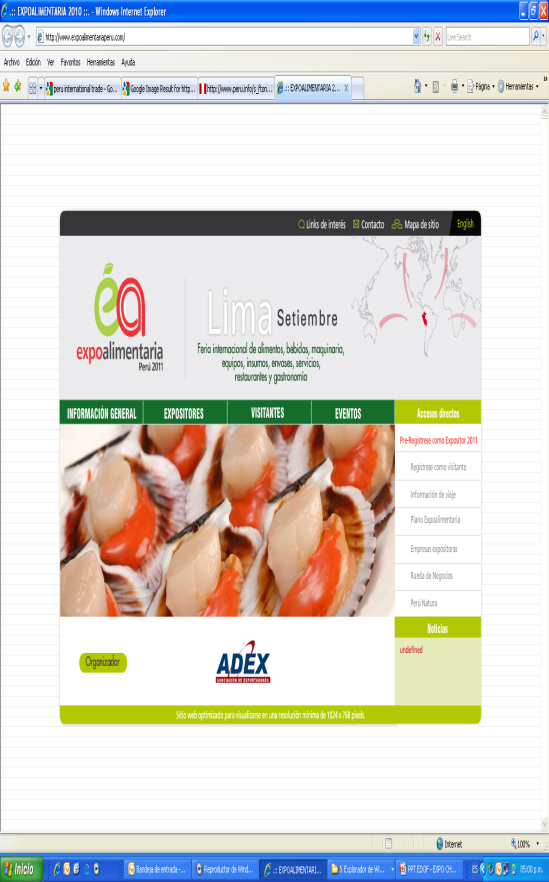 .:: EXPOALIMENTARIA 2010 ::. - Windows Internet Explorer
http://www.expoalimentariaperu.com/
Live Search
Archivo Edición Ver Favoritos Herramientas Ayuda
peru international trade - Go...
Google Image Result for http...
http://www.peru.info/s_fton...
.:: EXPOALIMENTARIA 2...
Página
Herramientas
Links de interés Contacto Mapa de sitio English
éa
expoalimentaria
Perú 2011
Lima Setiembre
Feria internacional de alimentos, bebidas, maquinaria,
equipos, insumos, envases, servicios,
restaurantes y gastronomía
INFORMACIÓN GENERAL EXPOSITORES VISITANTES EVENTOS
Accesos directos
Pre-Regístrese como Expositor 2011
Regístrese como visitante
Información de viaje
Plano Expoalimentaria
Empresas expositoras
Rueda de Negocios
Perú Natura
Noticias
undefined
Organizador
ADEX
ASOCIACION DE EXPORTADORES
Sitio web optimizado para visualizarse en una resolución mínima de 1024 x 768 pixels.
Internet 100%
Inicio
Bandeja de entrada - ...
Reproductor de Wind...
.:: EXPOALIMENTARI...
5 Explorador de W...
PPT EDOF - EXPO CH...
ES
05:00 p.m.